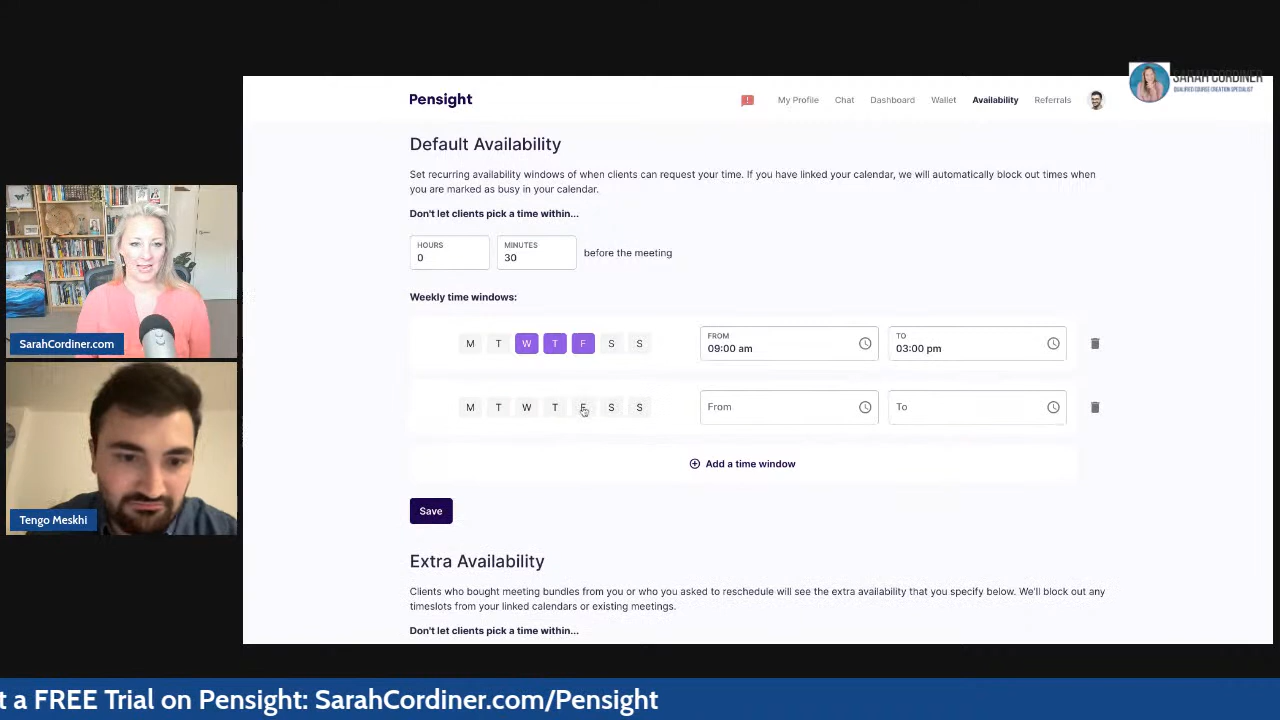 SARAH CORDINER
QUALIFIED COURSE CREATION SPECIALIST
Pensight
My Profile
Chat
Dashboard
Wallet
Availability
Referrals
Default Availability
Set recurring availability windows of when clients can request your time. If you have linked your calendar, we will automatically block out times when
you are marked as busy in your calendar.
Don't let clients pick a time within...
HOURS
0
MINUTES
30
before the meeting
Weekly time windows:
M T W T F S S
FROM
09:00 am
TO
03:00 pm
M T W T F S S
From
To
Add a time window
Save
Extra Availability
Clients who bought meeting bundles from you or who you asked to reschedule will see the extra availability that you specify below. We'll block out any
timeslots from your linked calendars or existing meetings.
Don't let clients pick a time within...
SarahCordiner.com
Tengo Meskhi
t a FREE Trial on Pensight: SarahCordiner.com/Pensight